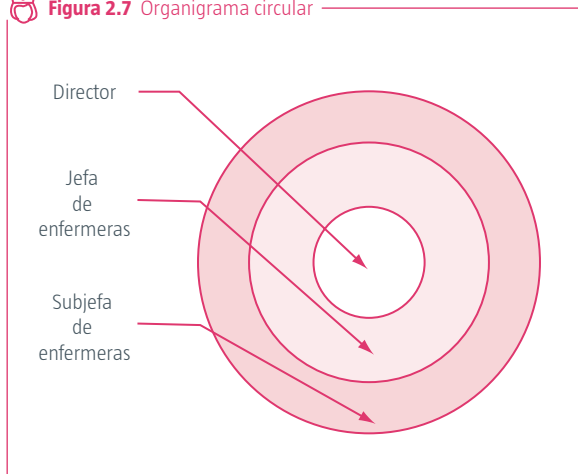 Figura 2.7 Organigrama circular
Director
Jefa
de
enfermeras
Subjefa
de
enfermeras